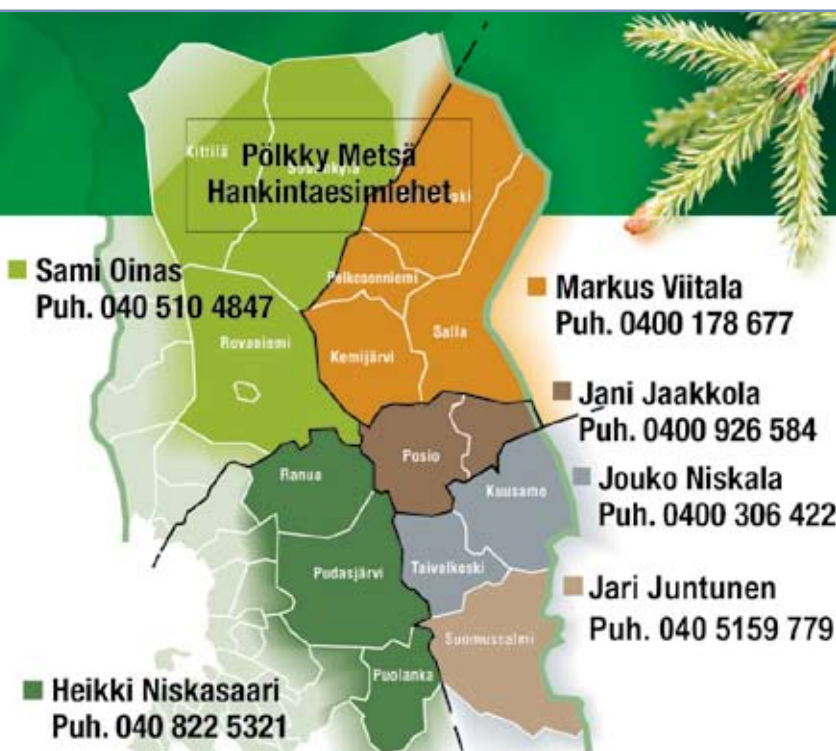 Pölkky Metsä
Hankintaesimiehet
Kittilä
Sami Oinas
Puh. 040 510 4847
Pelkosenniemi
Markus Viitala
Puh. 0400 178 677
Salla
Rovaniemi
Kemijärvi
Jani Jaakkola
Puh. 0400 926 584
Posio
Ranua
Kuusamo
Jouko Niskala
Puh. 0400 306 422
Pudasjärvi
Taivalkoski
Jari Juntunen
Puh. 040 5159 779
Suomussalmi
Puolanka
Heikki Niskasaari
Puh. 040 822 5321